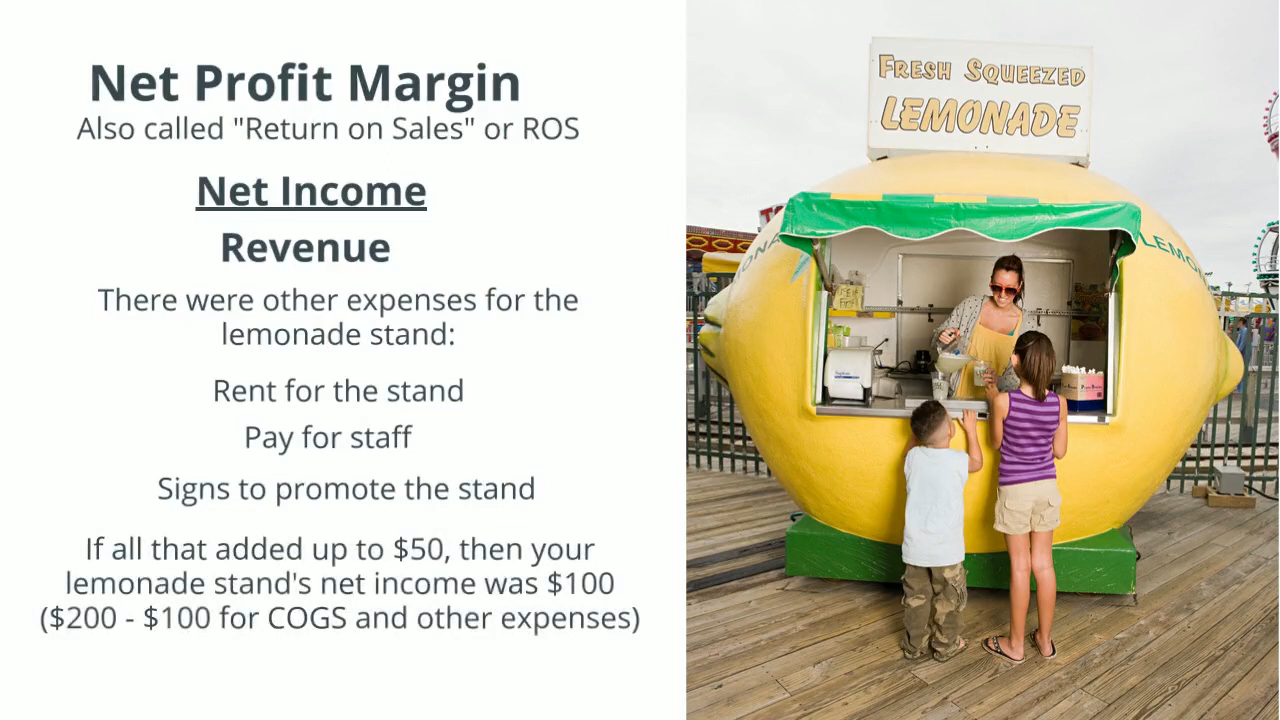 Net Profit Margin
Also called "Return on Sales" or ROS
Net Income
Revenue
There were other expenses for the
lemonade stand:
Rent for the stand
Pay for staff
Signs to promote the stand
If all that added up to $50, then your
lemonade stand's net income was $100
($200 - $100 for COGS and other expenses)
FRESH SQUEEZED
LEMONADE